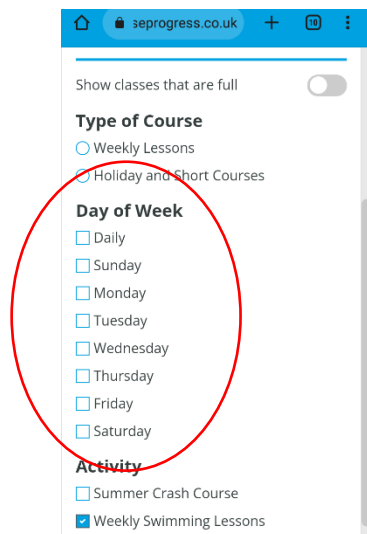 seprogress.co.uk
10
Show classes that are full
Type of Course
Weekly Lessons
Holiday and Short Courses
Day of Week
Daily
Sunday
Monday
Tuesday
Wednesday
Thursday
Friday
Saturday
Activity
Summer Crash Course
Weekly Swimming Lessons